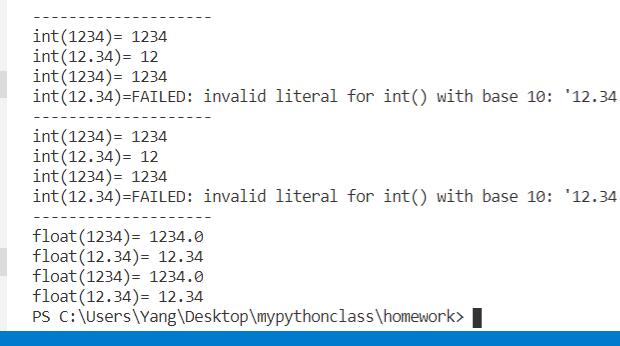 --------------------
int(1234)= 1234
int(12.34)= 12
int(1234)= 1234
int(12.34)=FAILED: invalid literal for int() with base 10: '12.34
--------------------
int(1234)= 1234
int(12.34)= 12
int(1234)= 1234
int(12.34)=FAILED: invalid literal for int() with base 10: '12.34
--------------------
float(1234)= 1234.0
float(12.34)= 12.34
float(1234)= 1234.0
float(12.34)= 12.34
PS C:\Users\Yang\Desktop\mypythonclass\homework>